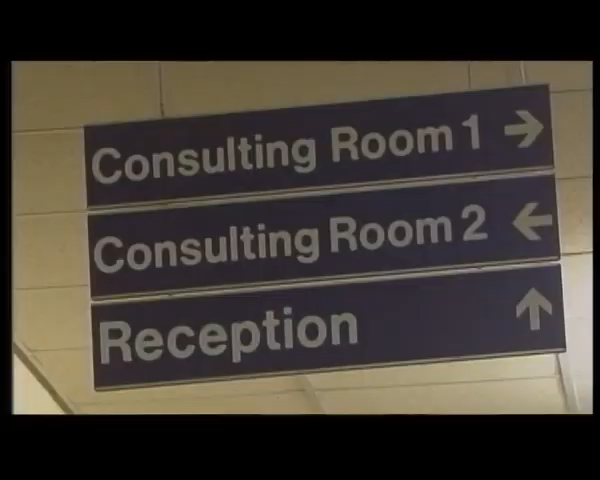 Consulting Room 1 →
Consulting Room 2 ←
Reception ↑